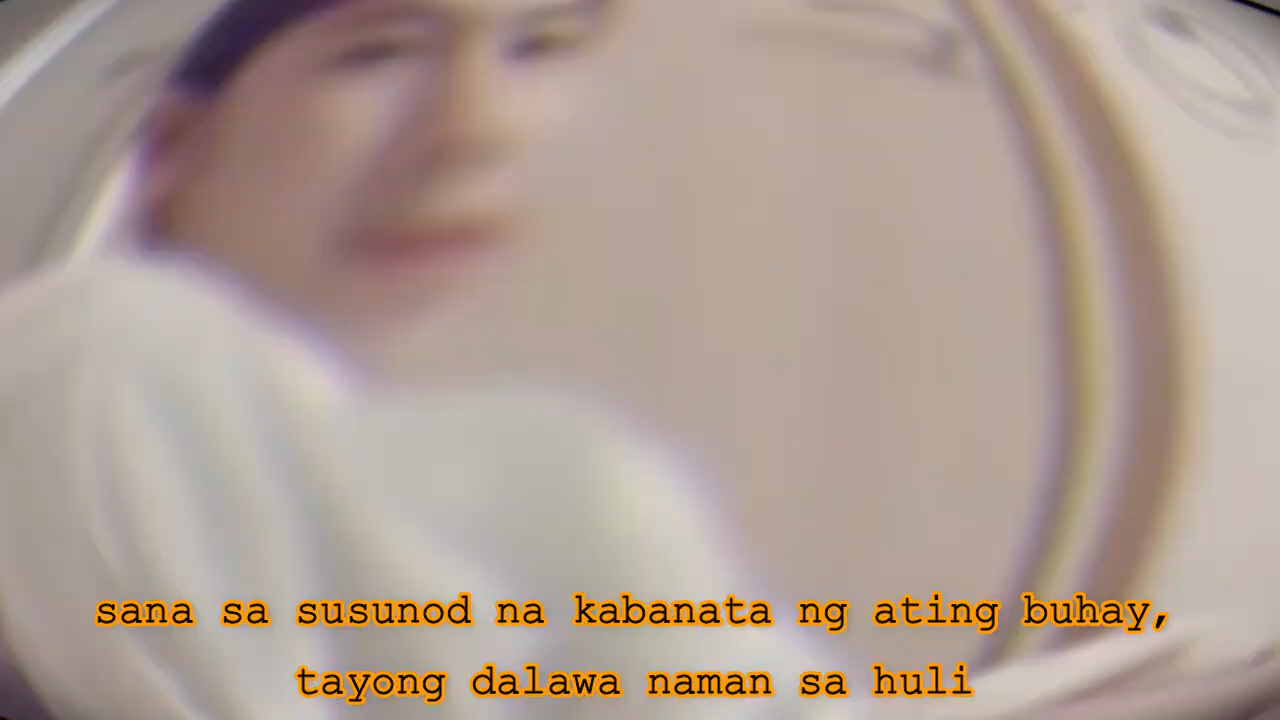 sana sa susunod na kabanata ng ating buhay,
tayong dalawa naman sa huli